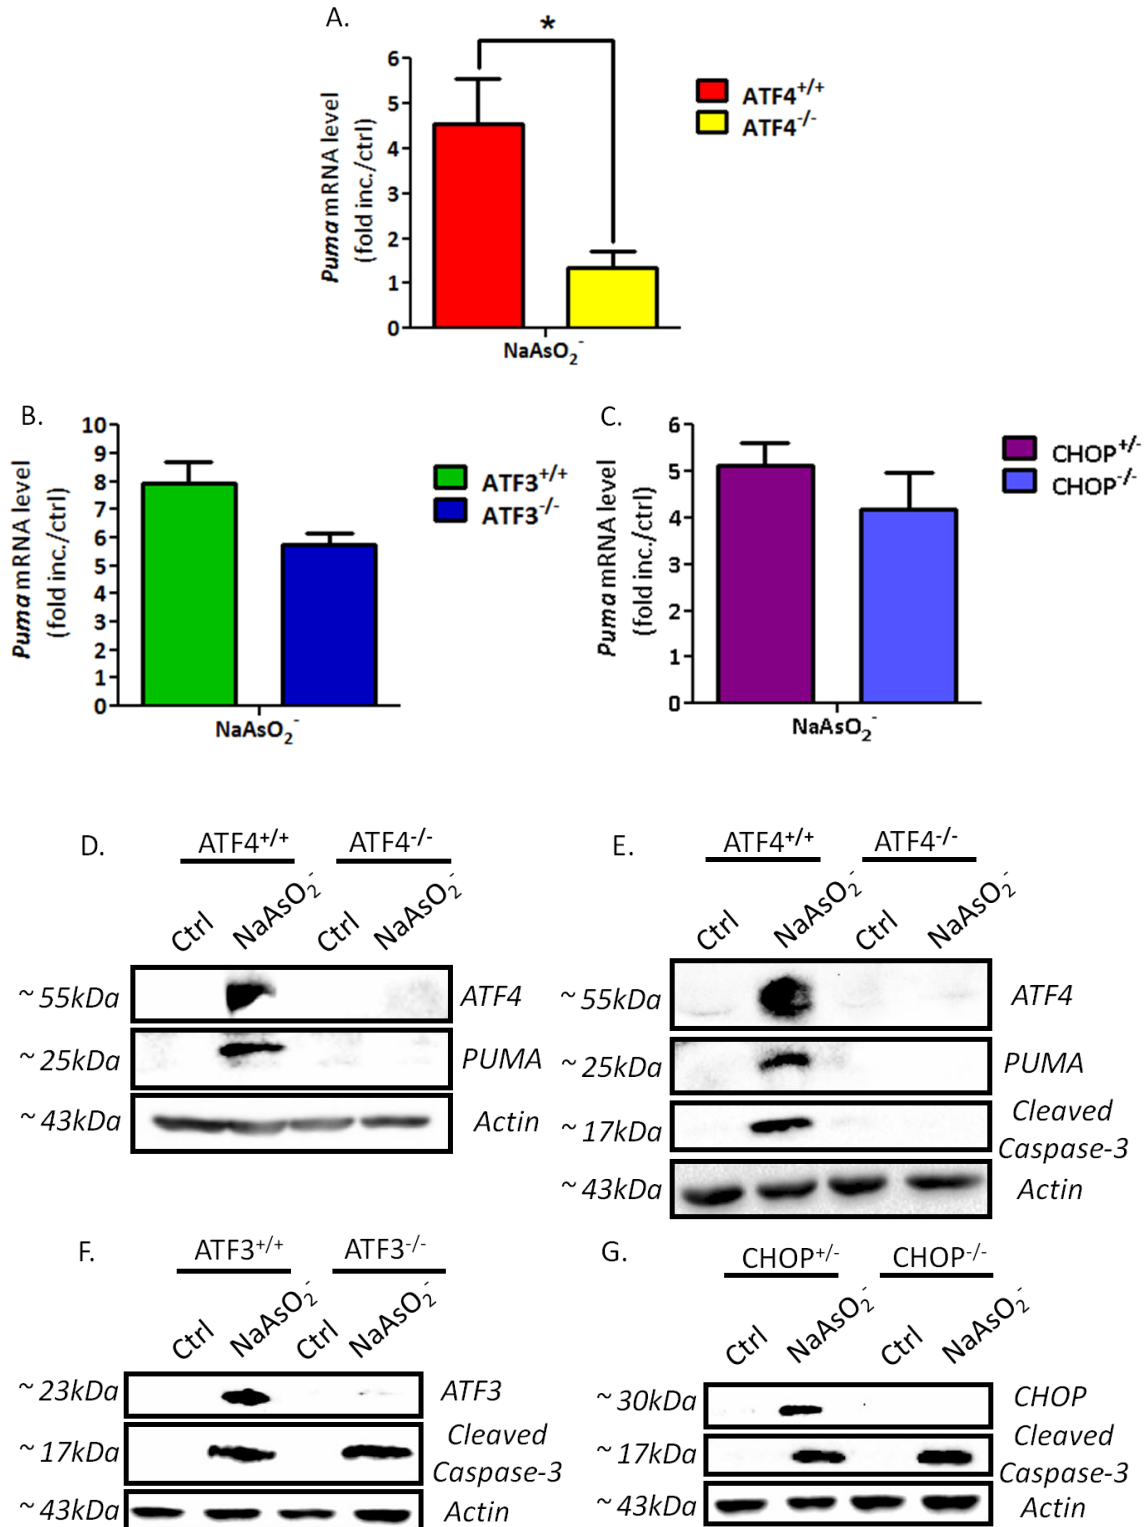 A.
*
Puma mRNA level
(fold inc./ctrl)
6
5
4
3
2
1
0
NaAsO₂⁻
ATF4⁺/⁺
ATF4⁻/⁻
B.
Puma mRNA level
(fold inc./ctrl)
10
9
8
7
6
5
4
3
2
1
0
NaAsO₂⁻
ATF3⁺/⁺
ATF3⁻/⁻
C.
Puma mRNA level
(fold inc./ctrl)
6
5
4
3
2
1
0
NaAsO₂⁻
CHOP⁺/⁻
CHOP⁻/⁻
D.
ATF4⁺/⁺ ATF4⁻/⁻
Ctrl NaAsO₂⁻ Ctrl NaAsO₂⁻
~55kDa ATF4
~25kDa PUMA
~43kDa Actin
E.
ATF4⁺/⁺ ATF4⁻/⁻
Ctrl NaAsO₂⁻ Ctrl NaAsO₂⁻
~55kDa ATF4
~25kDa PUMA
~17kDa Cleaved
Caspase-3
~43kDa Actin
F.
ATF3⁺/⁺ ATF3⁻/⁻
Ctrl NaAsO₂⁻ Ctrl NaAsO₂⁻
~23kDa ATF3
~17kDa Cleaved
Caspase-3
~43kDa Actin
G.
CHOP⁺/⁻ CHOP⁻/⁻
Ctrl NaAsO₂⁻ Ctrl NaAsO₂⁻
~30kDa CHOP
~17kDa Cleaved
Caspase-3
~43kDa Actin